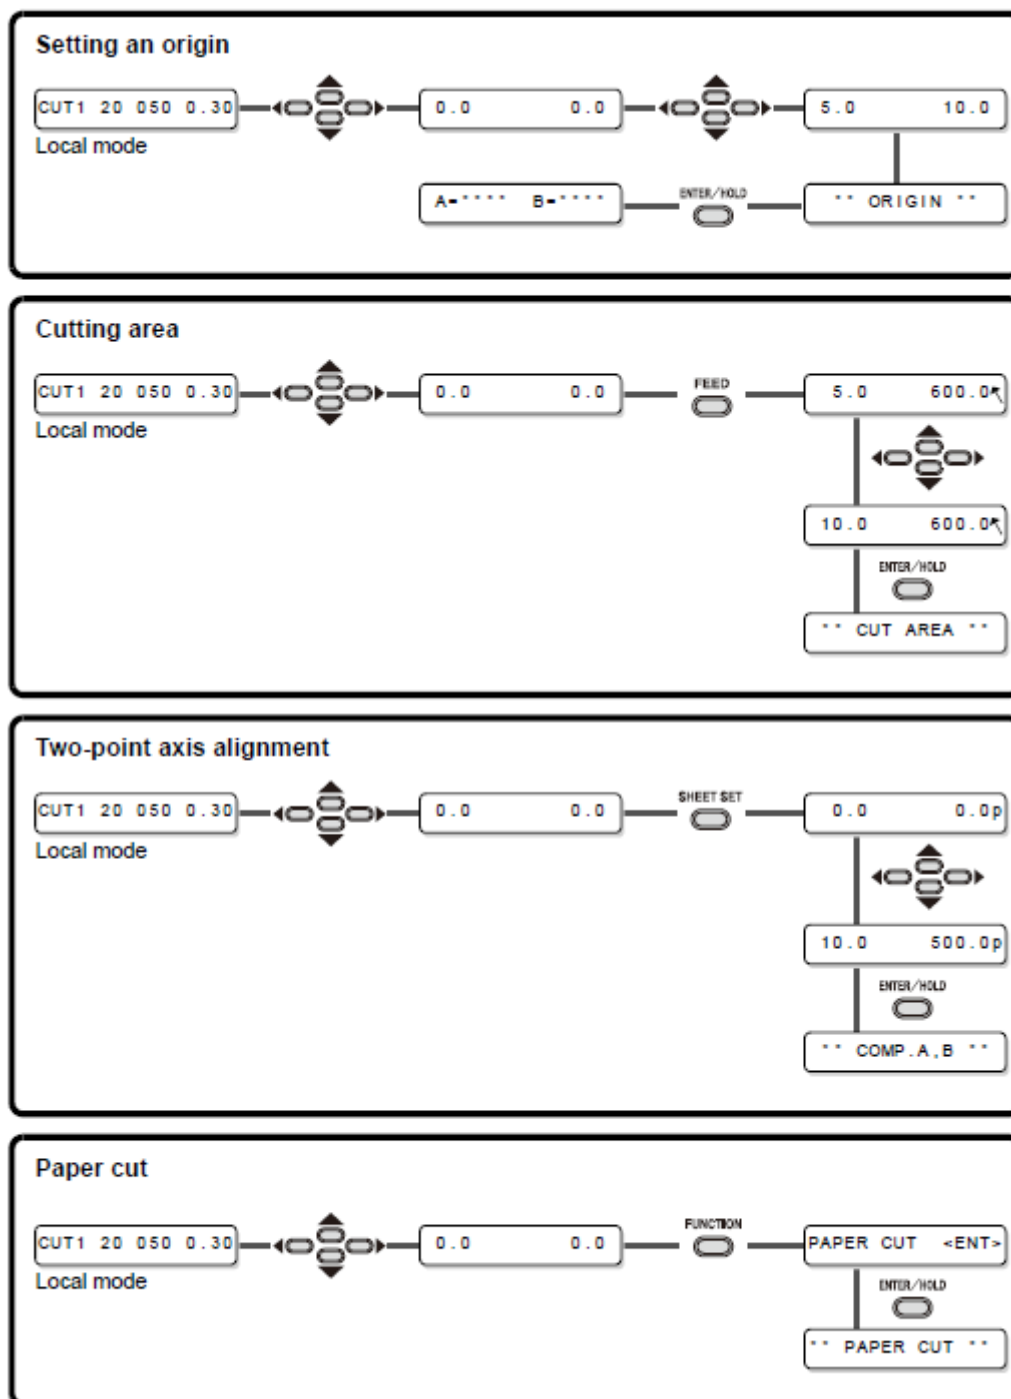 Setting an origin
CUT1 20 050 0.30
0.0 0.0
5.0 10.0
Local mode
A=**** B=****
ENTER/HOLD
** ORIGIN **
Cutting area
CUT1 20 050 0.30
0.0 0.0
FEED
5.0 600.0↖
Local mode
10.0 600.0↖
ENTER/HOLD
** CUT AREA **
Two-point axis alignment
CUT1 20 050 0.30
0.0 0.0
SHEET SET
0.0 0.0p
Local mode
10.0 500.0p
ENTER/HOLD
** COMP.A,B **
Paper cut
CUT1 20 050 0.30
0.0 0.0
FUNCTION
PAPER CUT <ENT>
Local mode
ENTER/HOLD
** PAPER CUT **